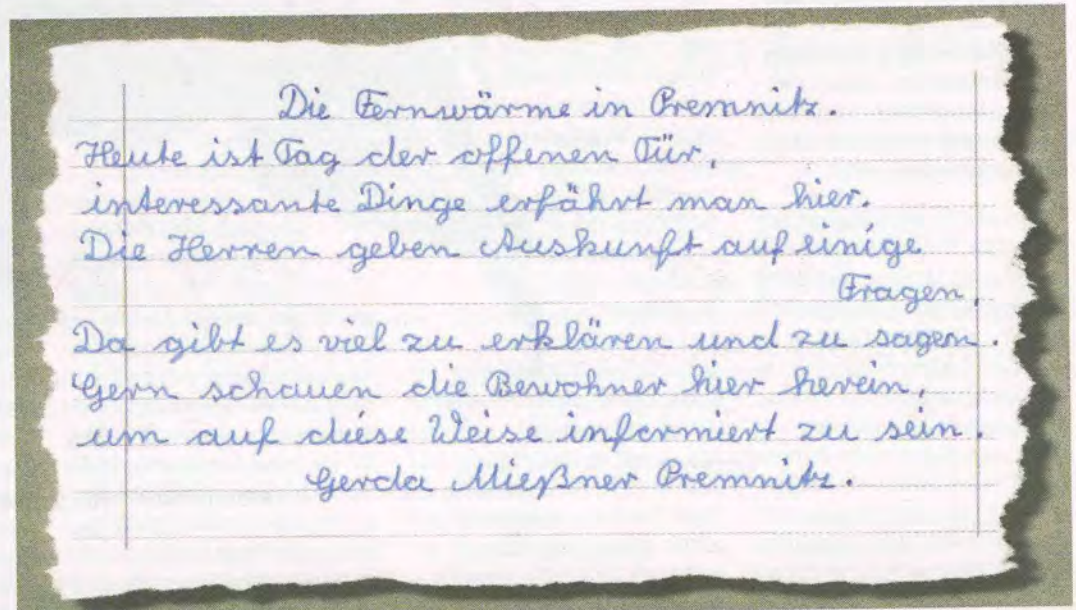 Die Fernwärme in Premnitz.
Heute ist Tag der offenen Tür,
interessante Dinge erfährt man hier.
Die Herren geben Auskunft auf einige
Fragen,
Da gibt es viel zu erklären und zu sagen.
Gern schauen die Bewohner hier herein,
um auf diese Weise informiert zu sein.
Gerda Mießner Premnitz.